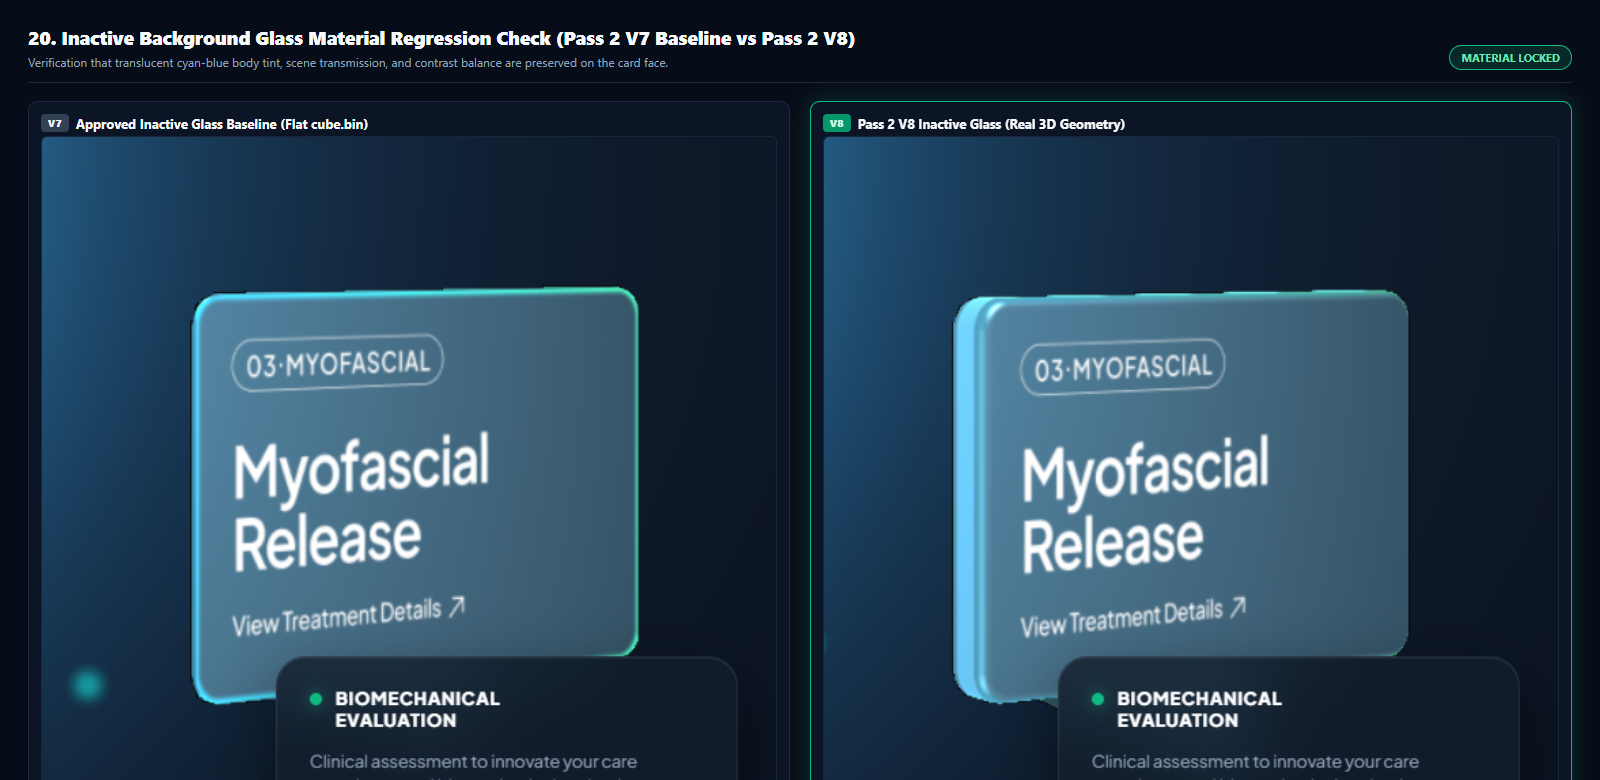 20. Inactive Background Glass Material Regression Check (Pass 2 V7 Baseline vs Pass 2 V8)
Verification that translucent cyan-blue body tint, scene transmission, and contrast balance are preserved on the card face.
MATERIAL LOCKED
V7 Approved Inactive Glass Baseline (Flat cube.bin)
03·MYOFASCIAL
Myofascial
Release
View Treatment Details ↗
BIOMECHANICAL
EVALUATION
Clinical assessment to innovate your care
V8 Pass 2 V8 Inactive Glass (Real 3D Geometry)
03·MYOFASCIAL
Myofascial
Release
View Treatment Details ↗
BIOMECHANICAL
EVALUATION
Clinical assessment to innovate your care